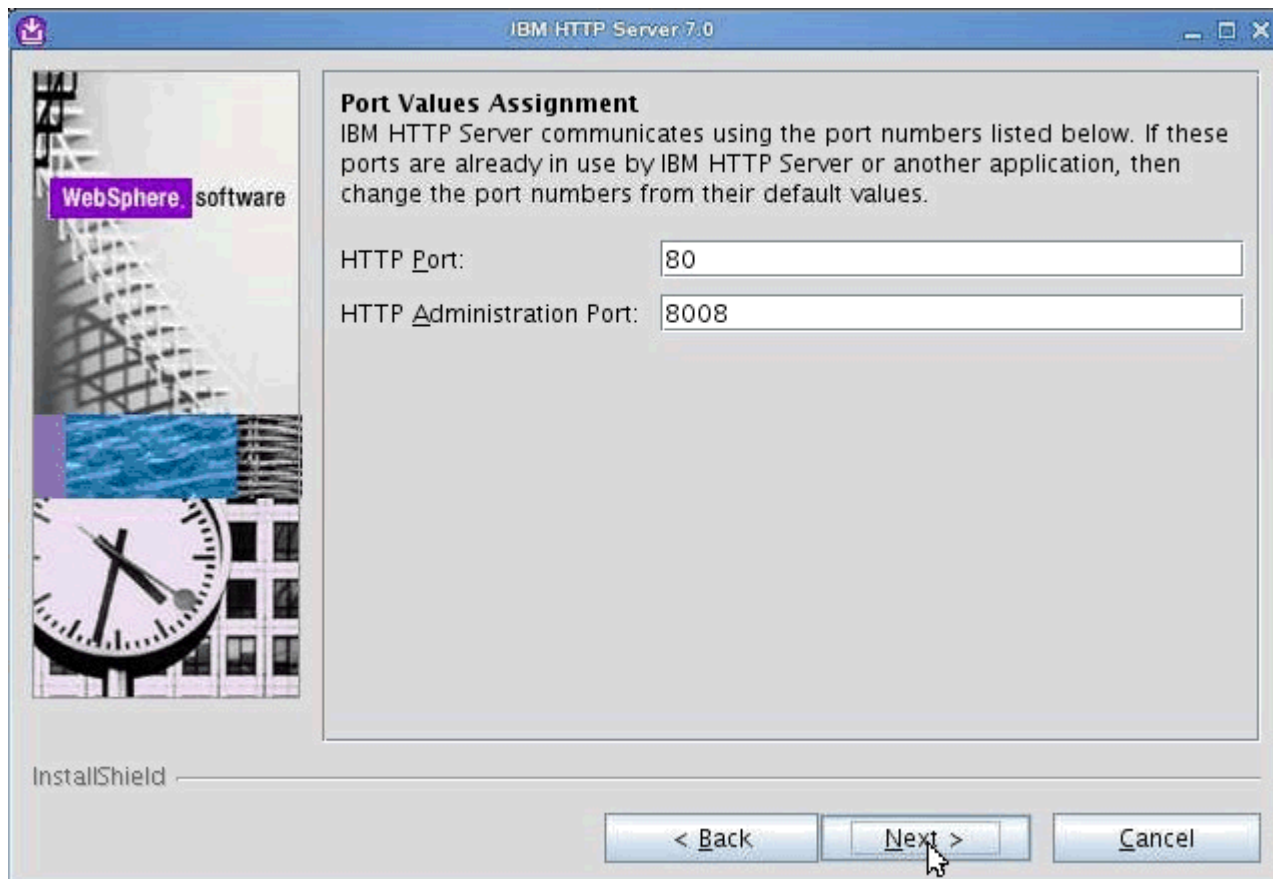 IBM HTTP Server 7.0
WebSphere. software
Port Values Assignment
IBM HTTP Server communicates using the port numbers listed below. If these
ports are already in use by IBM HTTP Server or another application, then
change the port numbers from their default values.
HTTP Port: 80
HTTP Administration Port: 8008
InstallShield
< Back Next > Cancel